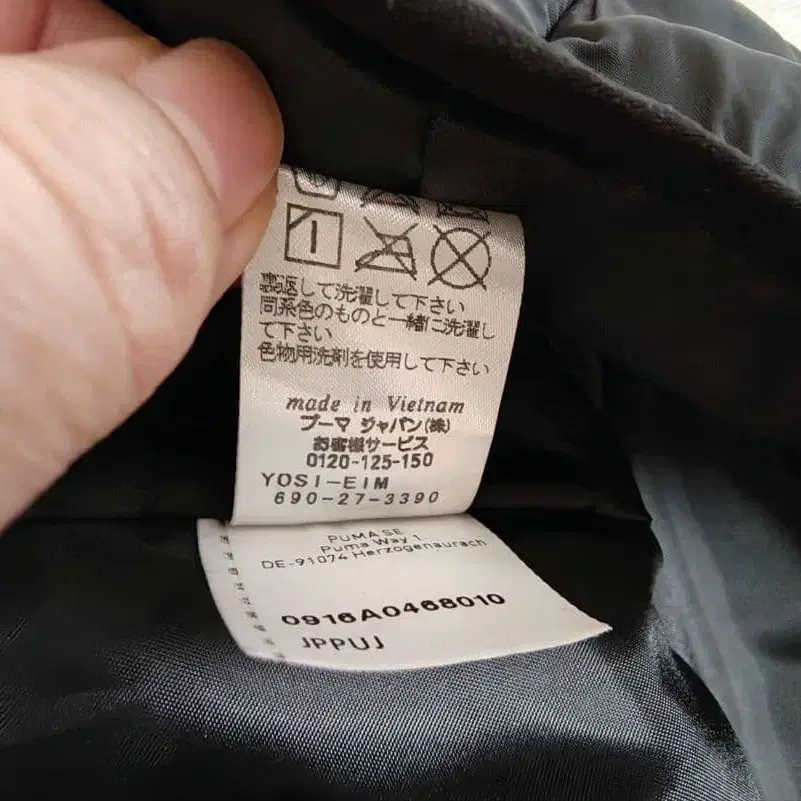 裏返して洗濯して下さい
同系色のものと一緒に洗濯し
て下さい
色物用洗剤を使用して下さい
made in Vietnam
プーマ ジャパン(株)
お客様サービス
0120-125-150
YOSI-EIM
690-27-3390
PUMA SE
Puma Way 1
DE-91074 Herzogenaurach
0916A0468010
JPPUJ